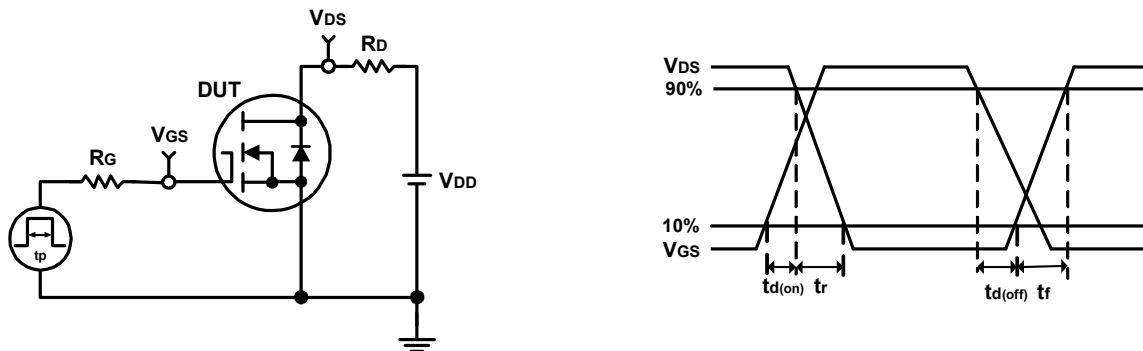 VDS
RD
DUT
VGS
RG
VDD
tp
VDS
90%
10%
VGS
td(on) tr
td(off) tf